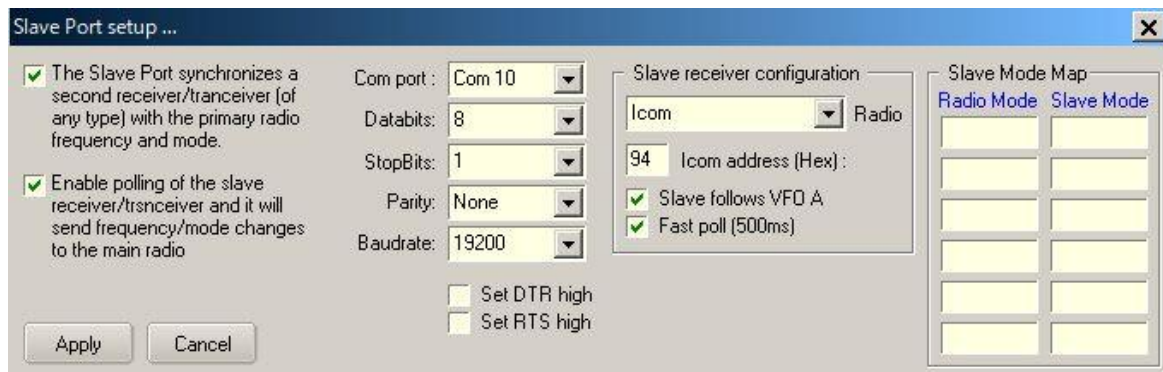 Slave Port setup ...
The Slave Port synchronizes a
second receiver/tranceiver (of
any type) with the primary radio
frequency and mode.
Enable polling of the slave
receiver/trsnceiver and it will
send frequency/mode changes
to the main radio
Apply
Cancel
Com port : Com 10
Databits: 8
StopBits: 1
Parity: None
Baudrate: 19200
Set DTR high
Set RTS high
Slave receiver configuration
Icom Radio
94 Icom address (Hex) :
Slave follows VFO A
Fast poll (500ms)
Slave Mode Map
Radio Mode Slave Mode